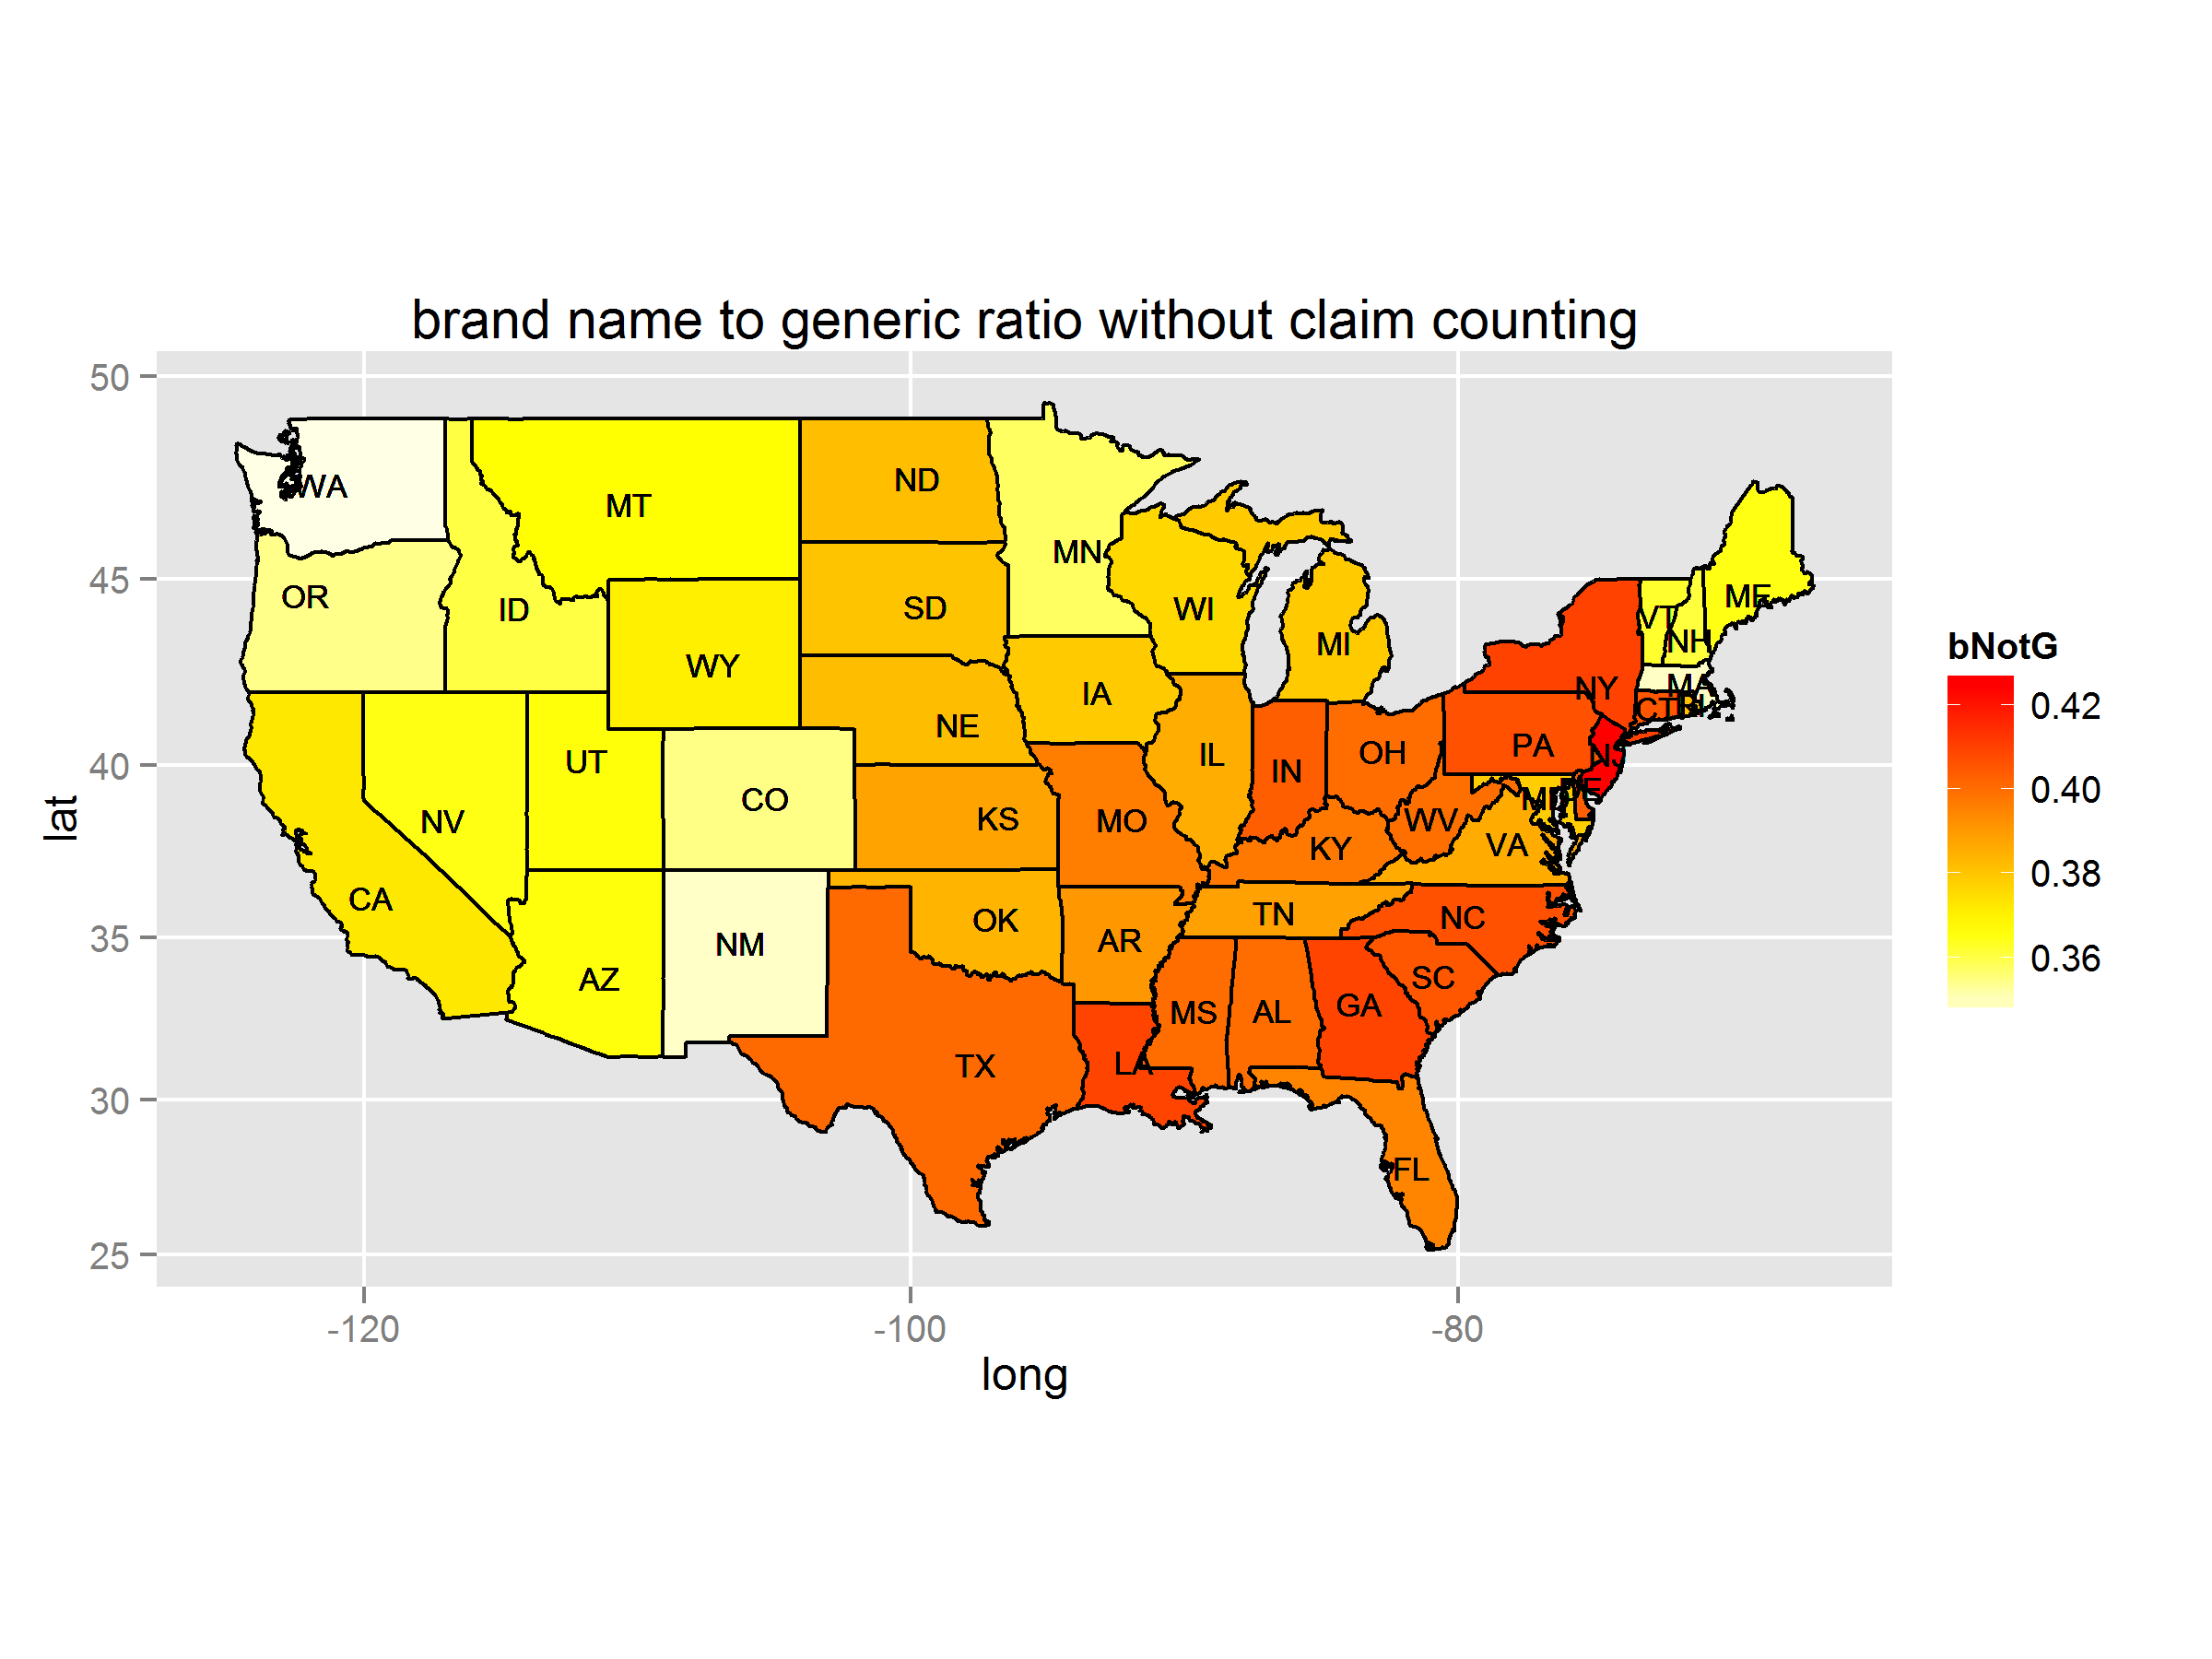 brand name to generic ratio without claim counting
50
45
40
35
30
25
lat
-120
-100
-80
long
WA
MT
ND
MN
OR
ID
SD
WI
MI
VT
NH
ME
WY
IA
NE
NY
MA
CT
RI
UT
CO
IL
IN
OH
PA
NJ
NV
KS
MO
KY
WV
VA
MD
DE
CA
NM
OK
AR
TN
NC
AZ
SC
TX
LA
MS
AL
GA
FL
bNotG
0.42
0.40
0.38
0.36